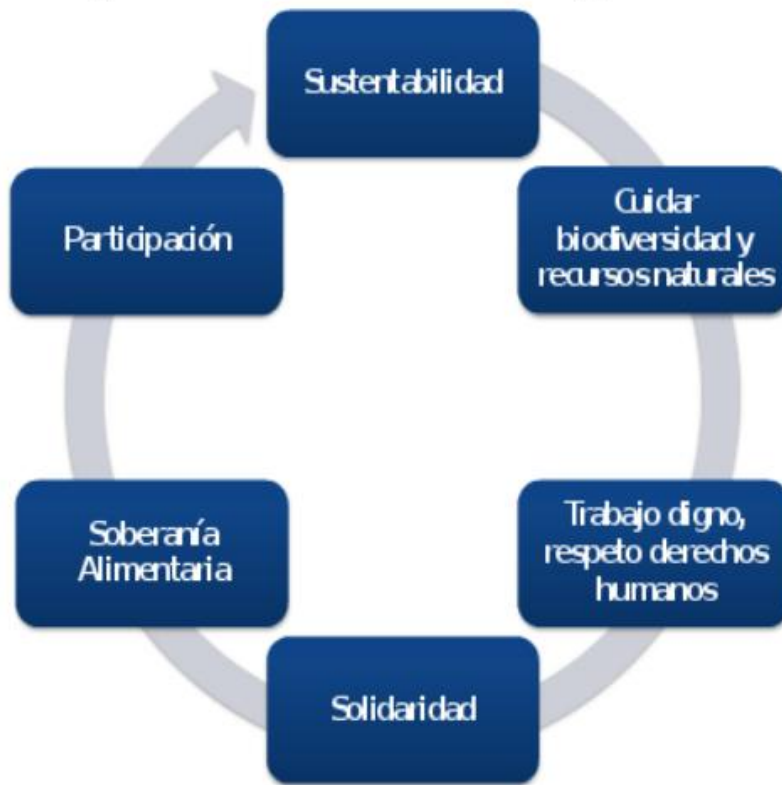 Sustentabilidad
Cuidar
biodiversidad y
recursos naturales
Trabajo digno,
respeto derechos
humanos
Solidaridad
Soberanía
Alimentaria
Participación